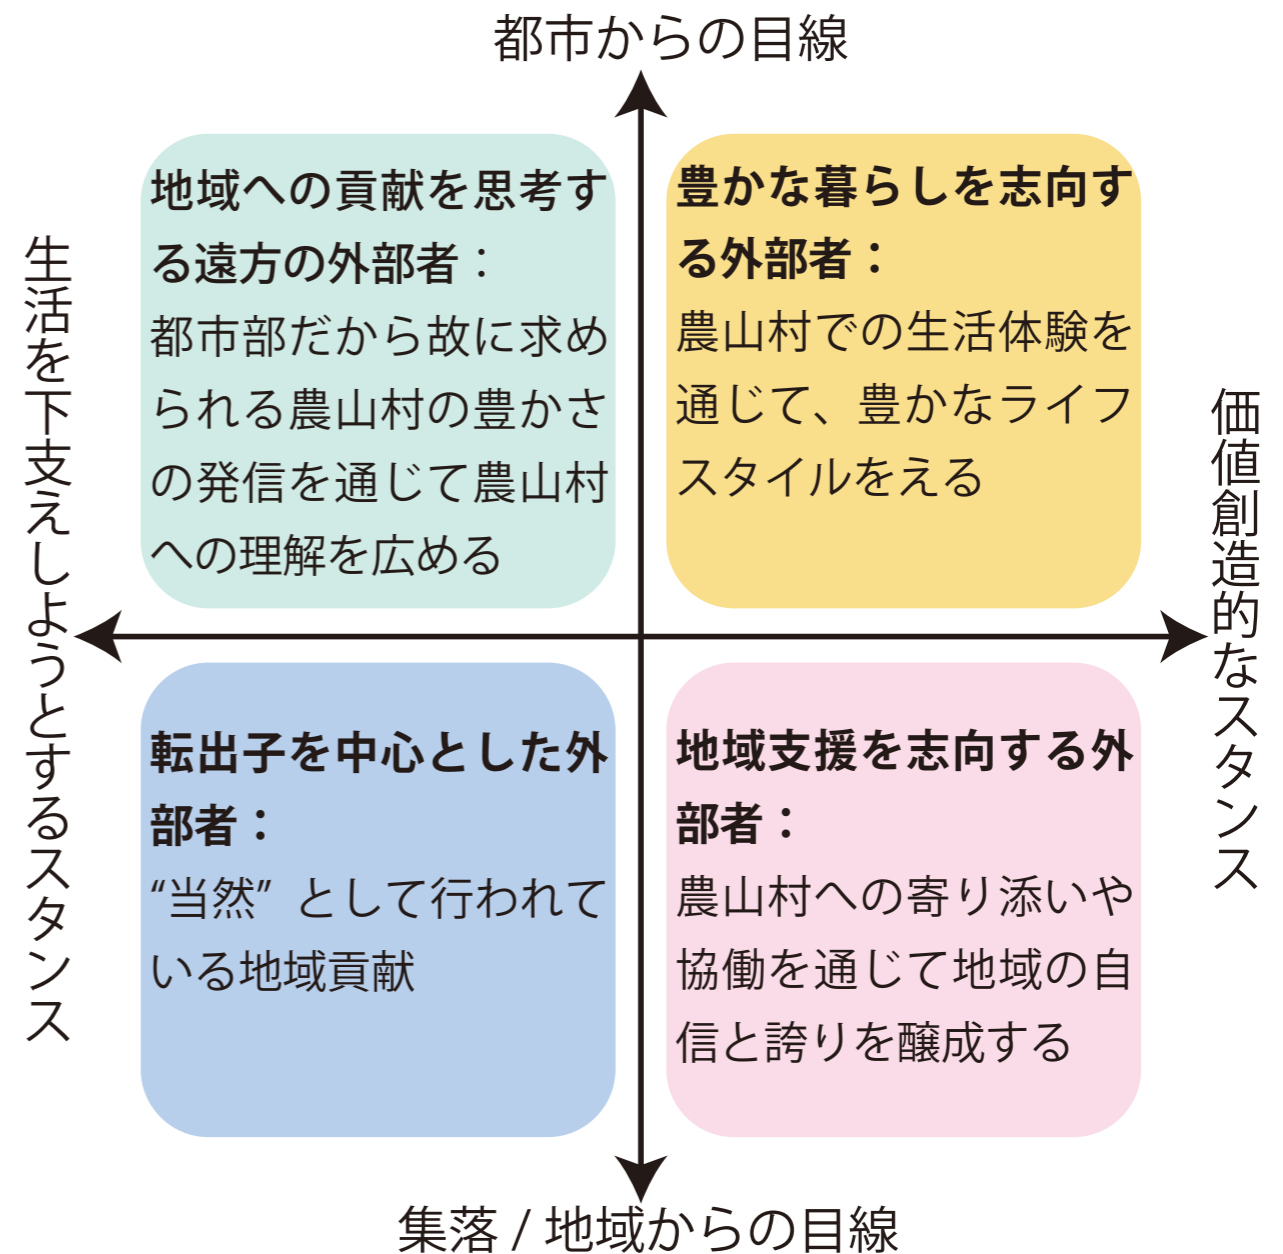 都市からの目線
地域への貢献を思考す
る遠方の外部者：
都市部だから故に求め
られる農山村の豊かさ
の発信を通じて農山村
への理解を広める
豊かな暮らしを志向す
る外部者：
農山村での生活体験を
通じて、豊かなライフ
スタイルをえる
生活を下支えしようとするスタンス
価値創造的なスタンス
転出子を中心とした外
部者：
“当然” として行われて
いる地域貢献
地域支援を志向する外
部者：
農山村への寄り添いや
協働を通じて地域の自
信と誇りを醸成する
集落 / 地域からの目線